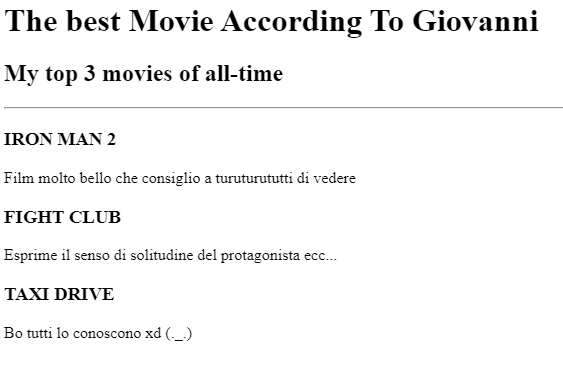 The best Movie According To Giovanni
My top 3 movies of all-time
IRON MAN 2
Film molto bello che consiglio a turuturututti di vedere
FIGHT CLUB
Esprime il senso di solitudine del protagonista ecc...
TAXI DRIVE
Bo tutti lo conoscono xd (._.)